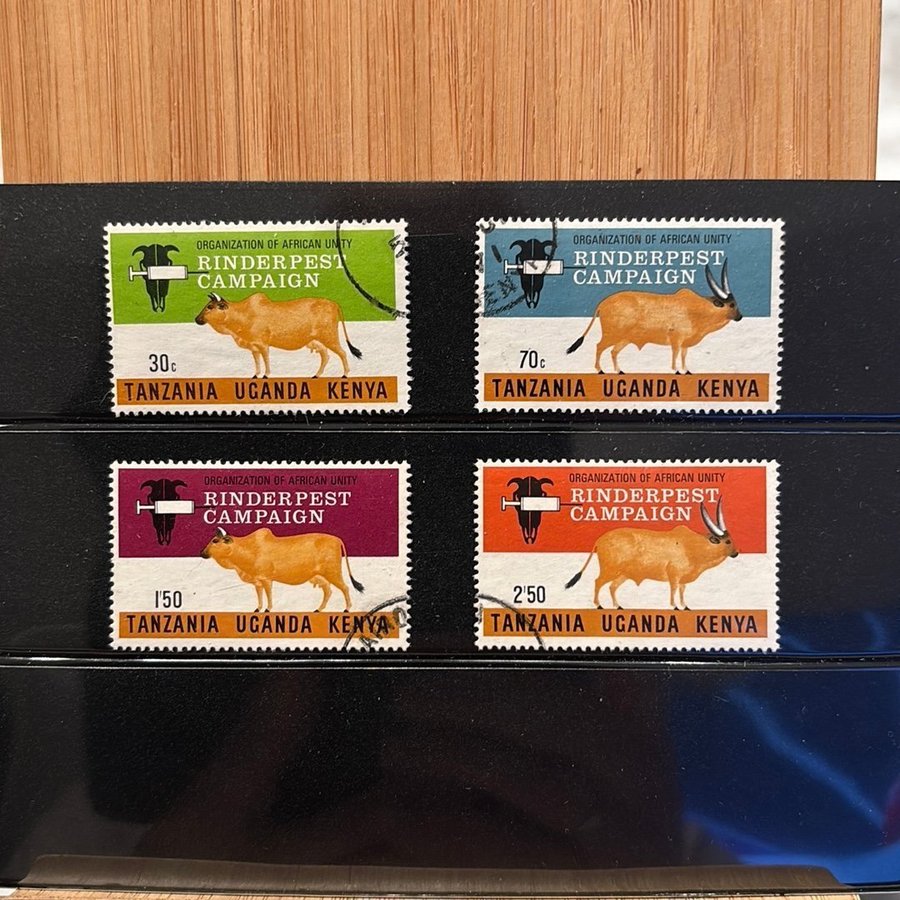 ORGANIZATION OF AFRICAN UNITY
RINDERPEST
CAMPAIGN
30c
TANZANIA UGANDA KENYA
ORGANIZATION OF AFRICAN UNITY
RINDERPEST
CAMPAIGN
70c
TANZANIA UGANDA KENYA
ORGANIZATION OF AFRICAN UNITY
RINDERPEST
CAMPAIGN
1'50
TANZANIA UGANDA KENYA
ORGANIZATION OF AFRICAN UNITY
RINDERPEST
CAMPAIGN
2'50
TANZANIA UGANDA KENYA